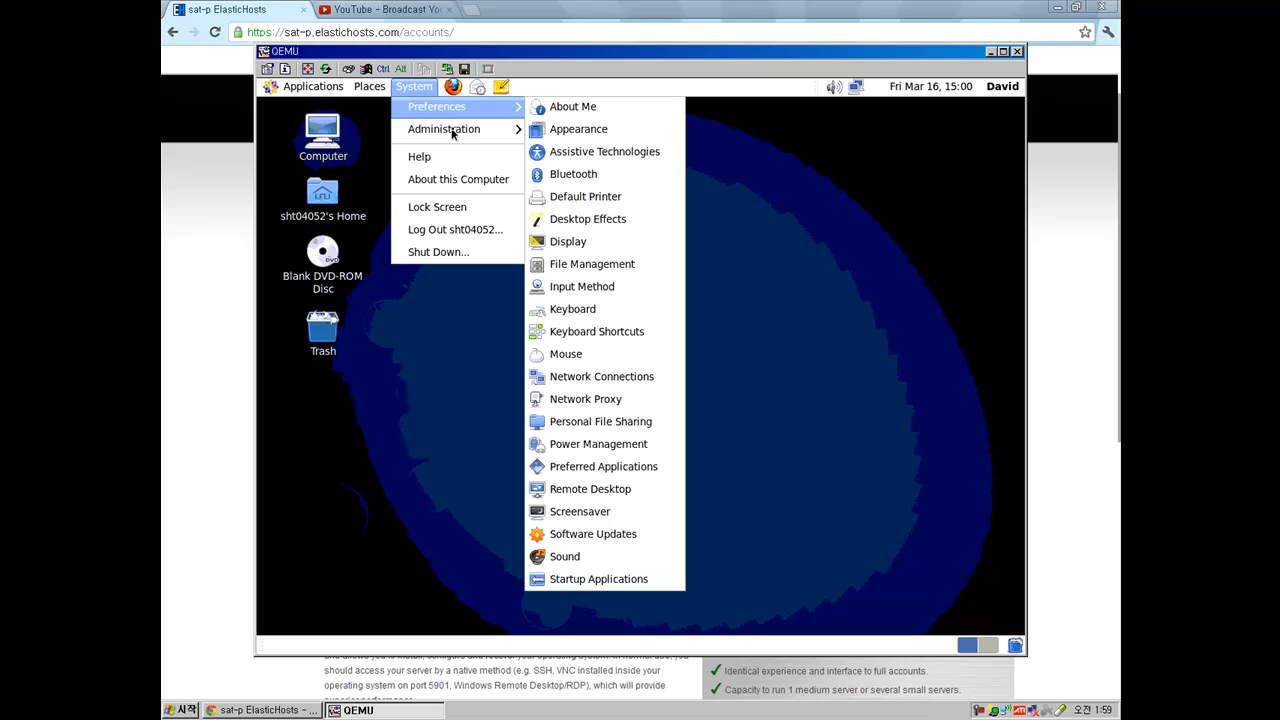 sat-p ElasticHosts
YouTube - Broadcast Yo
https://sat-p.elastichosts.com/accounts/
QEMU
Ctrl Alt
Applications Places System
Fri Mar 16, 15:00 David
Preferences
Administration
Help
About this Computer
Lock Screen
Log Out sht04052...
Shut Down...
About Me
Appearance
Assistive Technologies
Bluetooth
Default Printer
Desktop Effects
Display
File Management
Input Method
Keyboard
Keyboard Shortcuts
Mouse
Network Connections
Network Proxy
Personal File Sharing
Power Management
Preferred Applications
Remote Desktop
Screensaver
Software Updates
Sound
Startup Applications
Computer
sht04052's Home
Blank DVD-ROM
Disc
Trash
should access your server by a native method (e.g. SSH, VNC installed inside your
operating system on port 5901, Windows Remote Desktop/RDP), which will provide
Identical experience and interface to full accounts.
Capacity to run 1 medium server or several small servers.
시작
sat-p ElasticHosts - ...
QEMU
오전 1:59